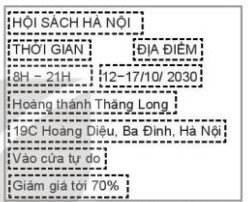 HỘI SÁCH HÀ NỘI
THỜI GIAN ĐỊA ĐIỂM
8H - 21H 12-17/10/ 2030
Hoàng thành Thăng Long
19C Hoàng Diệu, Ba Đình, Hà Nội
Vào cửa tự do
Giảm giá tới 70%